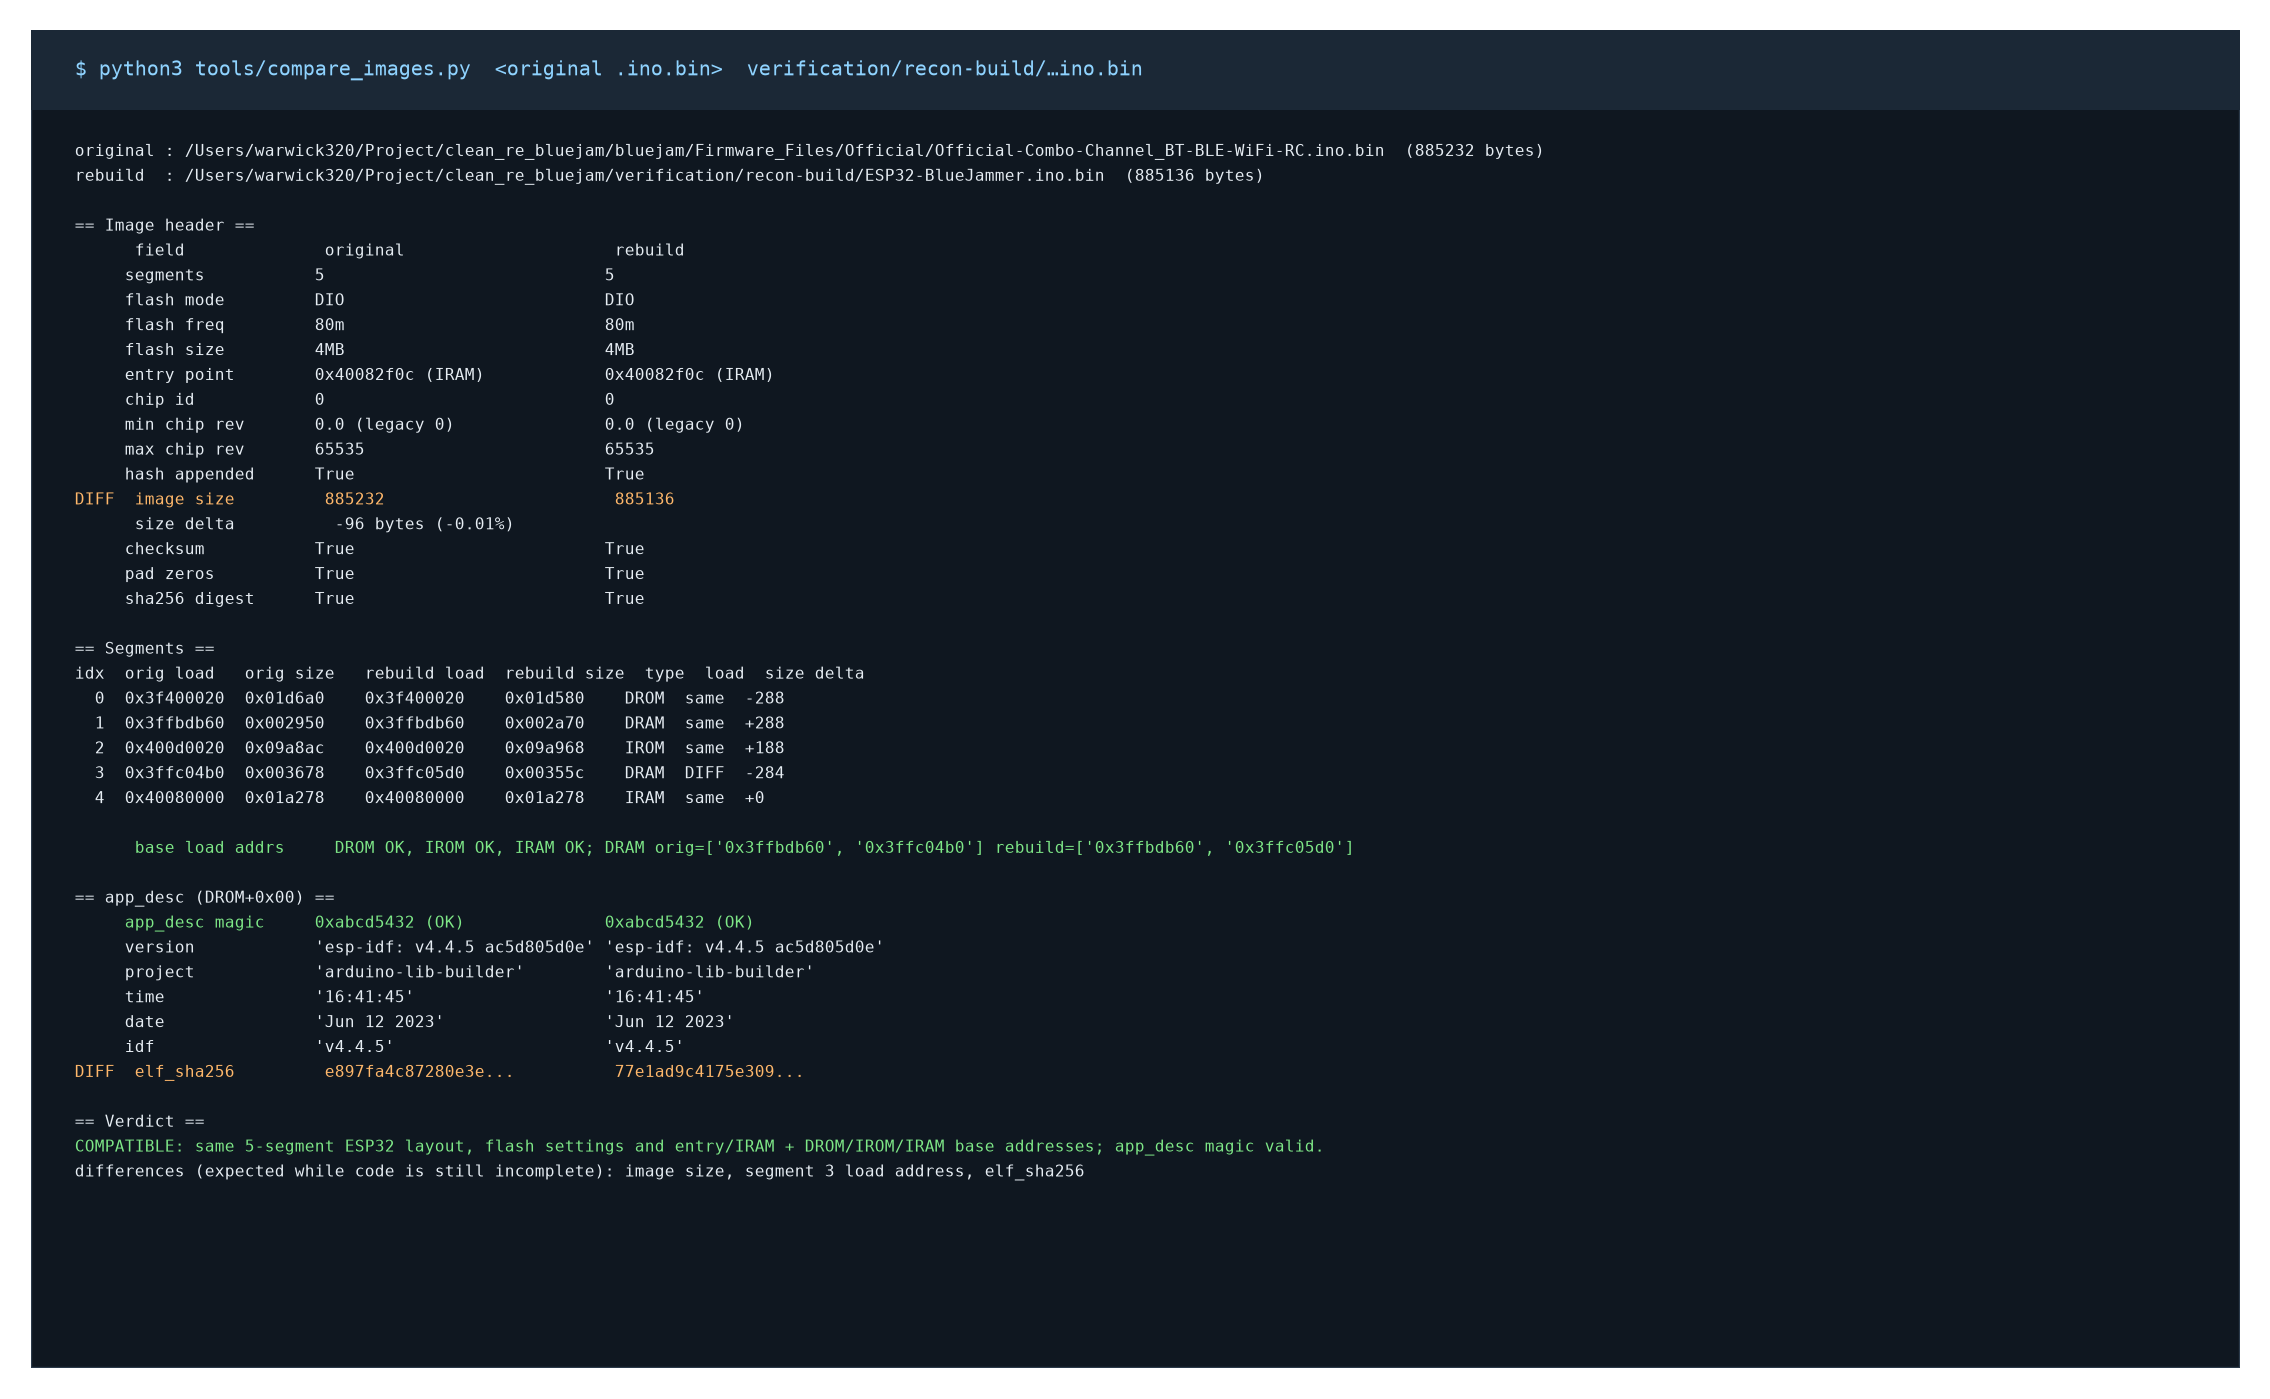 $ python3 tools/compare_images.py  <original .ino.bin>  verification/recon-build/…ino.bin
original : /Users/warwick320/Project/clean_re_bluejam/bluejam/Firmware_Files/Official/Official-Combo-Channel_BT-BLE-WiFi-RC.ino.bin  (885232 bytes)
rebuild  : /Users/warwick320/Project/clean_re_bluejam/verification/recon-build/ESP32-BlueJammer.ino.bin  (885136 bytes)
== Image header ==
field              original                     rebuild
segments           5                            5
flash mode         DIO                          DIO
flash freq         80m                          80m
flash size         4MB                          4MB
entry point        0x40082f0c (IRAM)            0x40082f0c (IRAM)
chip id            0                            0
min chip rev       0.0 (legacy 0)               0.0 (legacy 0)
max chip rev       65535                        65535
hash appended      True                         True
DIFF  image size         885232                       885136
size delta          -96 bytes (-0.01%)
checksum           True                         True
pad zeros          True                         True
sha256 digest      True                         True
== Segments ==
idx  orig load   orig size   rebuild load  rebuild size  type  load  size delta
0  0x3f400020  0x01d6a0    0x3f400020    0x01d580    DROM  same  -288
1  0x3ffbdb60  0x002950    0x3ffbdb60    0x002a70    DRAM  same  +288
2  0x400d0020  0x09a8ac    0x400d0020    0x09a968    IROM  same  +188
3  0x3ffc04b0  0x003678    0x3ffc05d0    0x00355c    DRAM  DIFF  -284
4  0x40080000  0x01a278    0x40080000    0x01a278    IRAM  same  +0
base load addrs     DROM OK, IROM OK, IRAM OK; DRAM orig=['0x3ffbdb60', '0x3ffc04b0'] rebuild=['0x3ffbdb60', '0x3ffc05d0']
== app_desc (DROM+0x00) ==
app_desc magic     0xabcd5432 (OK)              0xabcd5432 (OK)
version            'esp-idf: v4.4.5 ac5d805d0e' 'esp-idf: v4.4.5 ac5d805d0e'
project            'arduino-lib-builder'        'arduino-lib-builder'
time               '16:41:45'                   '16:41:45'
date               'Jun 12 2023'                'Jun 12 2023'
idf                'v4.4.5'                     'v4.4.5'
DIFF  elf_sha256         e897fa4c87280e3e...          77e1ad9c4175e309...
== Verdict ==
COMPATIBLE: same 5-segment ESP32 layout, flash settings and entry/IRAM + DROM/IROM/IRAM base addresses; app_desc magic valid.
differences (expected while code is still incomplete): image size, segment 3 load address, elf_sha256